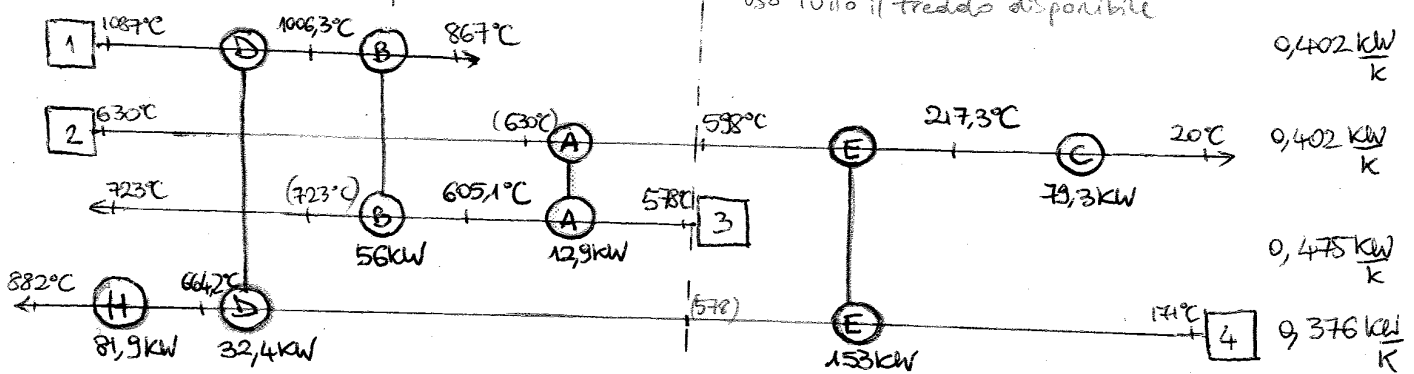 uso tutto il freddo disponibile
1 1087°C D 1006,3°C B 867°C 0,402 kW/K
2 630°C (630°C) A 598°C E 217,3°C C 20°C 0,402 kW/K
79,3kW
723°C (723°C) B 605,1°C A 578°C 3 0,475 kW/K
56kW 12,9kW
882°C H 664,2°C D (578) E 171°C 4 0,376 kW/K
81,9kW 32,4kW 153kW